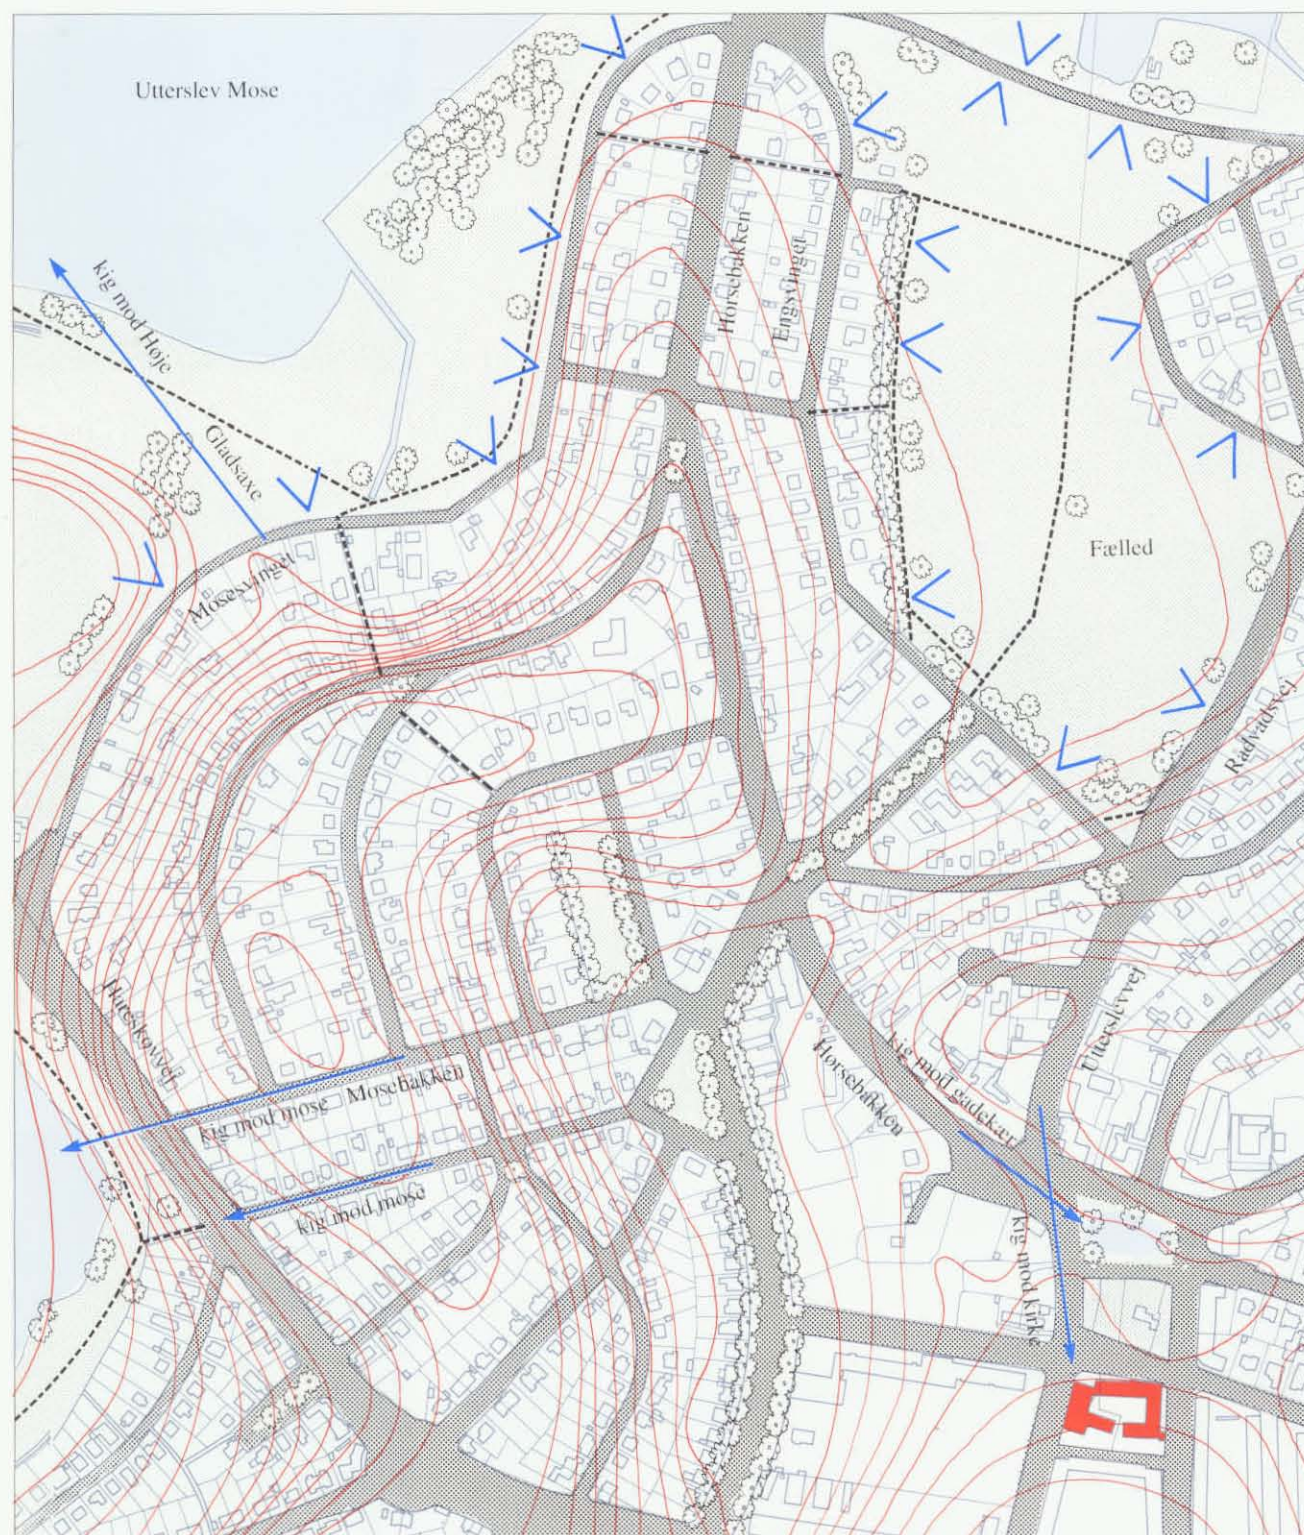 Utterslev Mose
kig mod Høje
Gladsaxe
Horsebakken
Engsvinget
Mosesvinget
Fælled
Rådvadsvej
Hareskovvej
Mosebakken
kig mod mose
kig mod mose
Horsebakken
kig mod gadekær
Utterslevvej
kig mod kirke